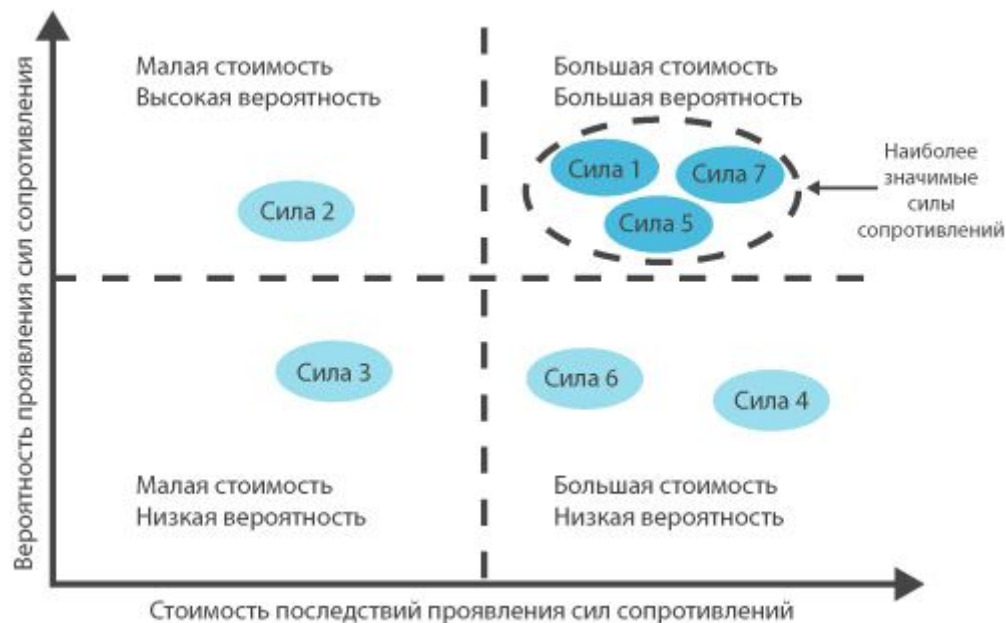 Вероятность проявления сил сопротивления
Малая стоимость
Высокая вероятность
Большая стоимость
Большая вероятность
Сила 1
Сила 7
Сила 5
Наиболее
значимые
силы
сопротивлений
Сила 2
Сила 3
Сила 6
Сила 4
Малая стоимость
Низкая вероятность
Большая стоимость
Низкая вероятность
Стоимость последствий проявления сил сопротивлений